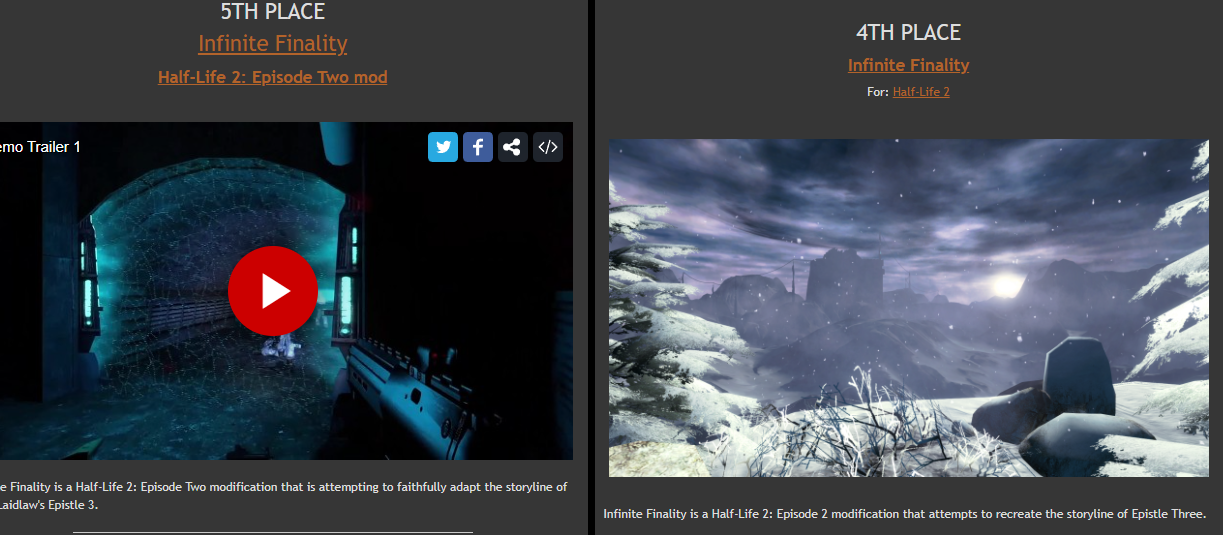 5TH PLACE
Infinite Finality
Half-Life 2: Episode Two mod
emo Trailer 1
e Finality is a Half-Life 2: Episode Two modification that is attempting to faithfully adapt the storyline of
Laidlaw's Epistle 3.
4TH PLACE
Infinite Finality
For: Half-Life 2
Infinite Finality is a Half-Life 2: Episode 2 modification that attempts to recreate the storyline of Epistle Three.